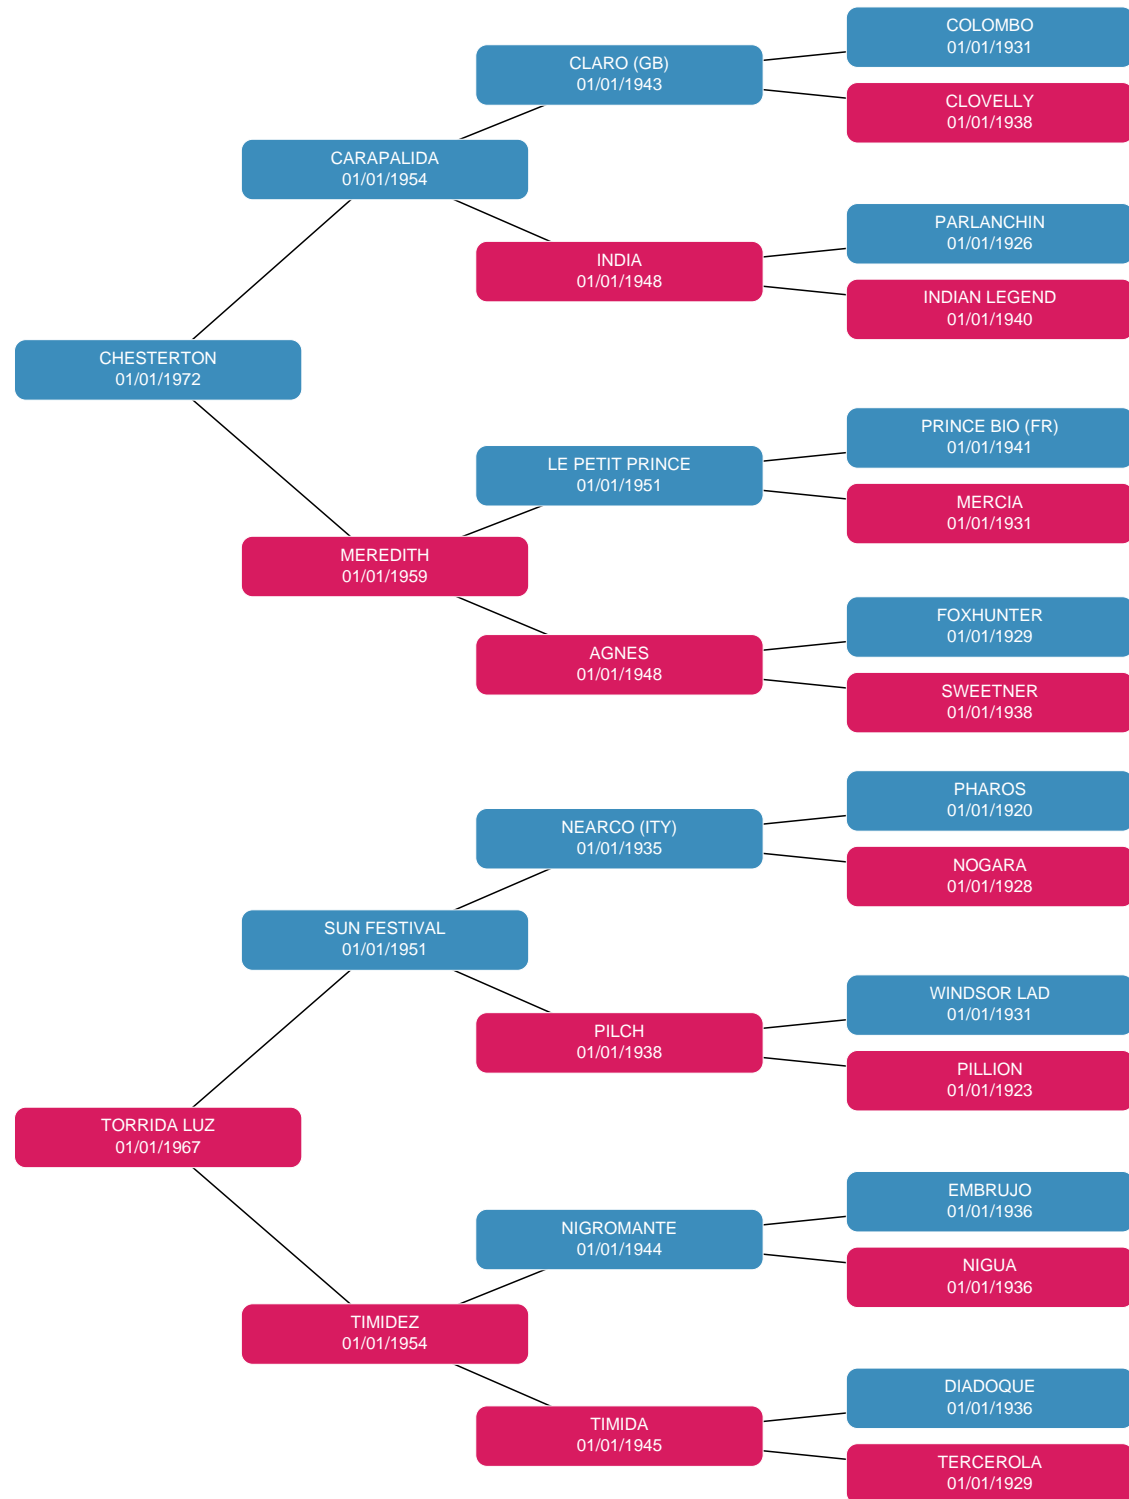 COLOMBO
01/01/1931
CLARO (GB)
01/01/1943
CLOVELLY
01/01/1938
CARAPALIDA
01/01/1954
PARLANCHIN
01/01/1926
INDIA
01/01/1948
INDIAN LEGEND
01/01/1940
CHESTERTON
01/01/1972
PRINCE BIO (FR)
01/01/1941
LE PETIT PRINCE
01/01/1951
MERCIA
01/01/1931
MEREDITH
01/01/1959
FOXHUNTER
01/01/1929
AGNES
01/01/1948
SWEETNER
01/01/1938
PHAROS
01/01/1920
NEARCO (ITY)
01/01/1935
NOGARA
01/01/1928
SUN FESTIVAL
01/01/1951
WINDSOR LAD
01/01/1931
PILCH
01/01/1938
PILLION
01/01/1923
TORRIDA LUZ
01/01/1967
EMBRUJO
01/01/1936
NIGROMANTE
01/01/1944
NIGUA
01/01/1936
TIMIDEZ
01/01/1954
DIADOQUE
01/01/1936
TIMIDA
01/01/1945
TERCEROLA
01/01/1929